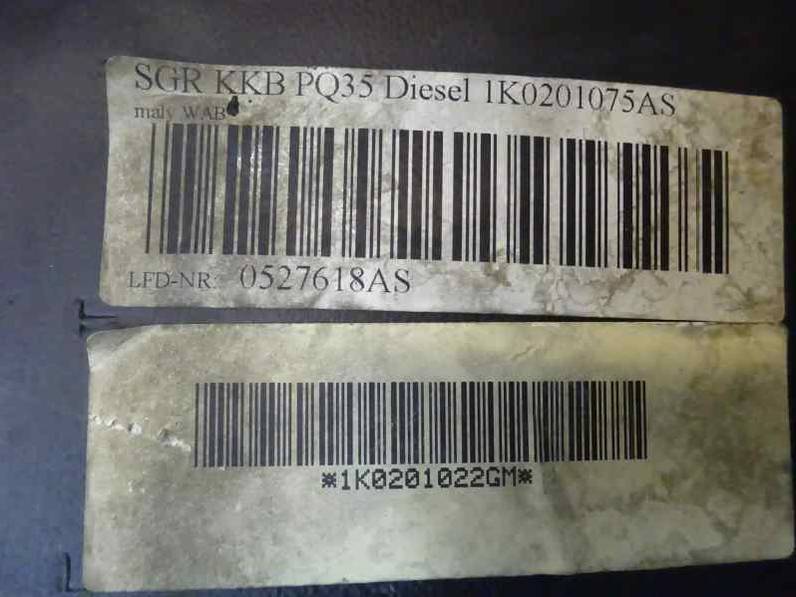 SGR KKB PQ35 Diesel 1K0201075AS
maly WAB
LFD-NR: 0527618AS
*1K0201022GM*